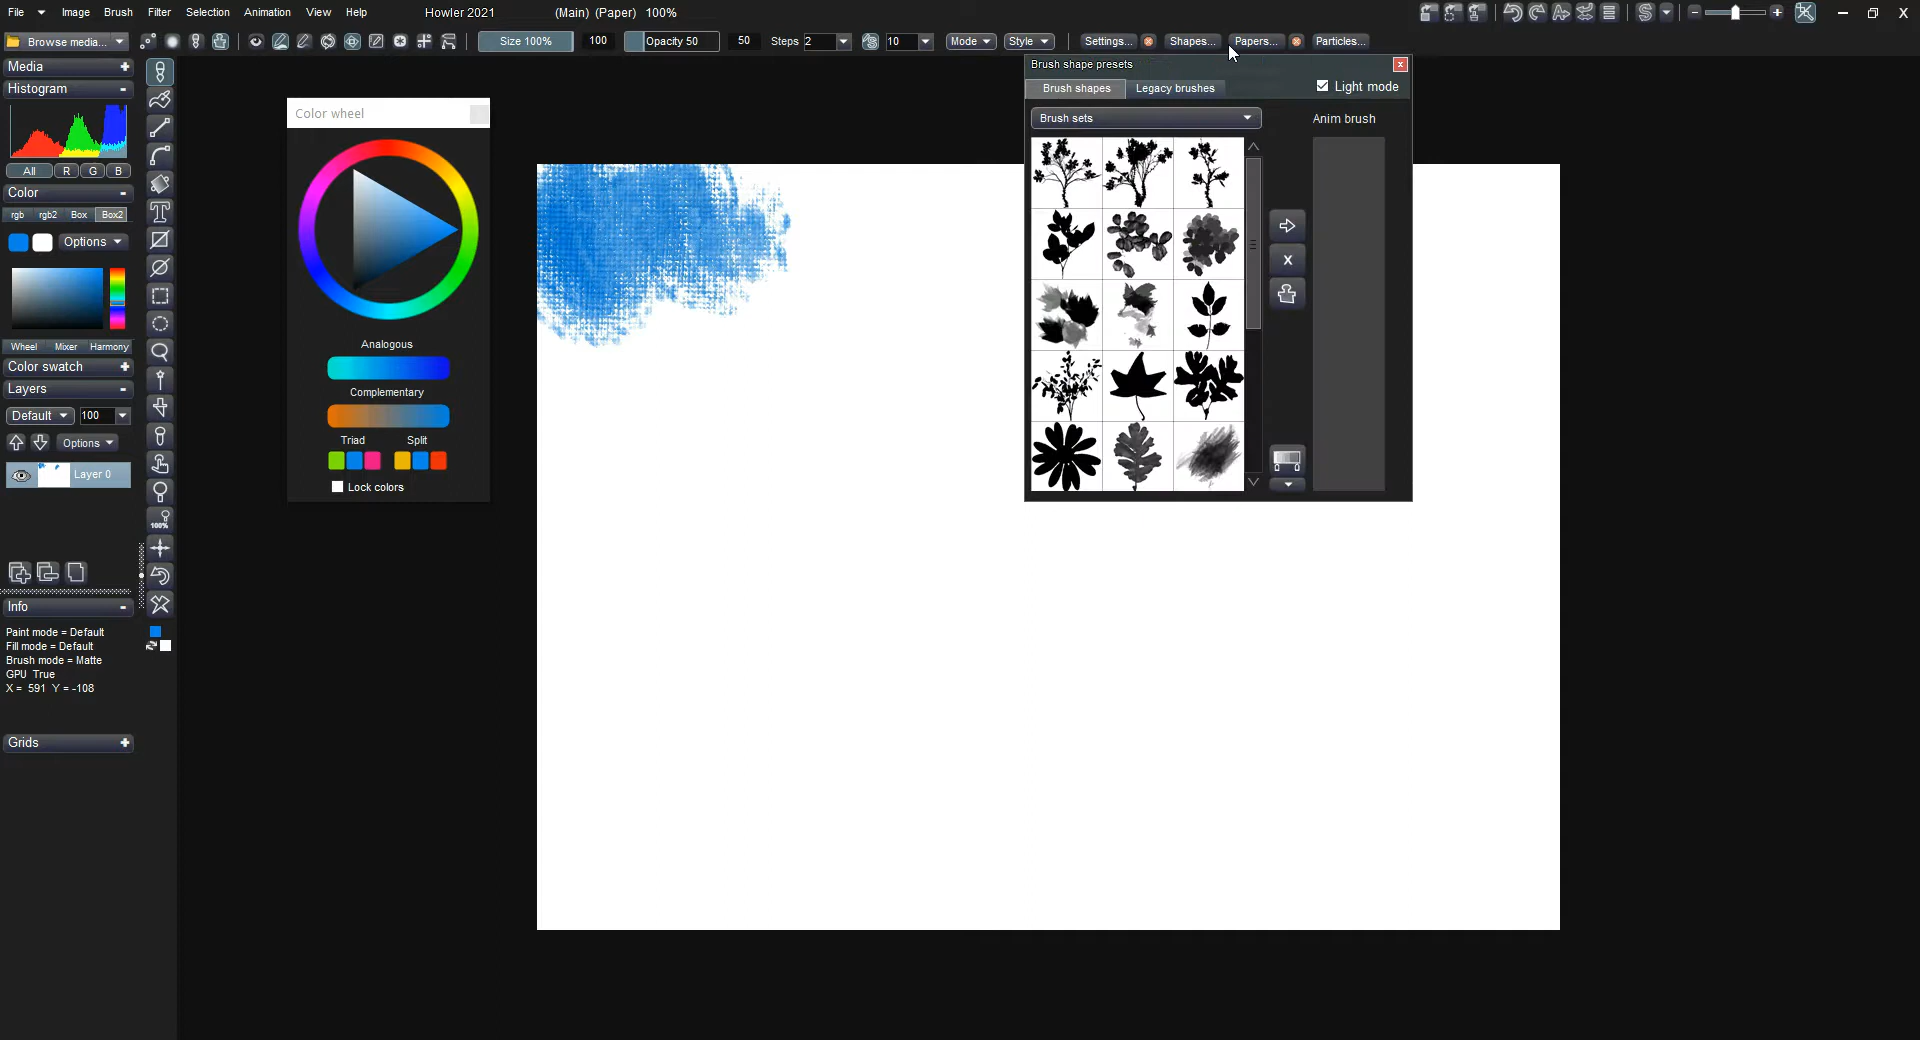 File Image Brush Filter Selection Animation View Help Howler 2021 (Main) (Paper) 100%
Browse media... Size 100% 100 Opacity 50 50 Steps 2 10 Mode Style Settings... Shapes... Papers... Particles...
Media
Histogram
All R G B
Color
rgb rgb2 Box Box2
Options
Wheel Mixer Harmony
Color swatch
Layers
Default 100
Options
Layer 0
Info
Paint mode = Default
Fill mode = Default
Brush mode = Matte
GPU True
X = 591 Y = -108
Grids
100%
Color wheel
Analogous
Complementary
Triad Split
Lock colors
Brush shape presets
Brush shapes Legacy brushes Light mode
Brush sets Anim brush